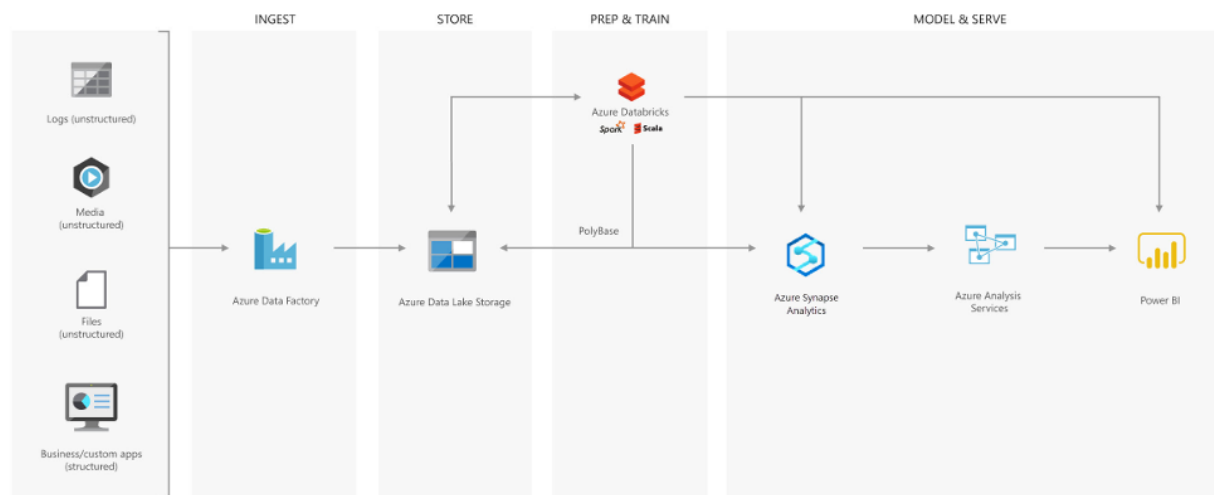 INGEST
STORE
PREP & TRAIN
MODEL & SERVE
Logs (unstructured)
Media
(unstructured)
Files
(unstructured)
Business/custom apps
(structured)
Azure Data Factory
Azure Data Lake Storage
Azure Databricks
Spark
Scala
PolyBase
Azure Synapse
Analytics
Azure Analysis
Services
Power BI